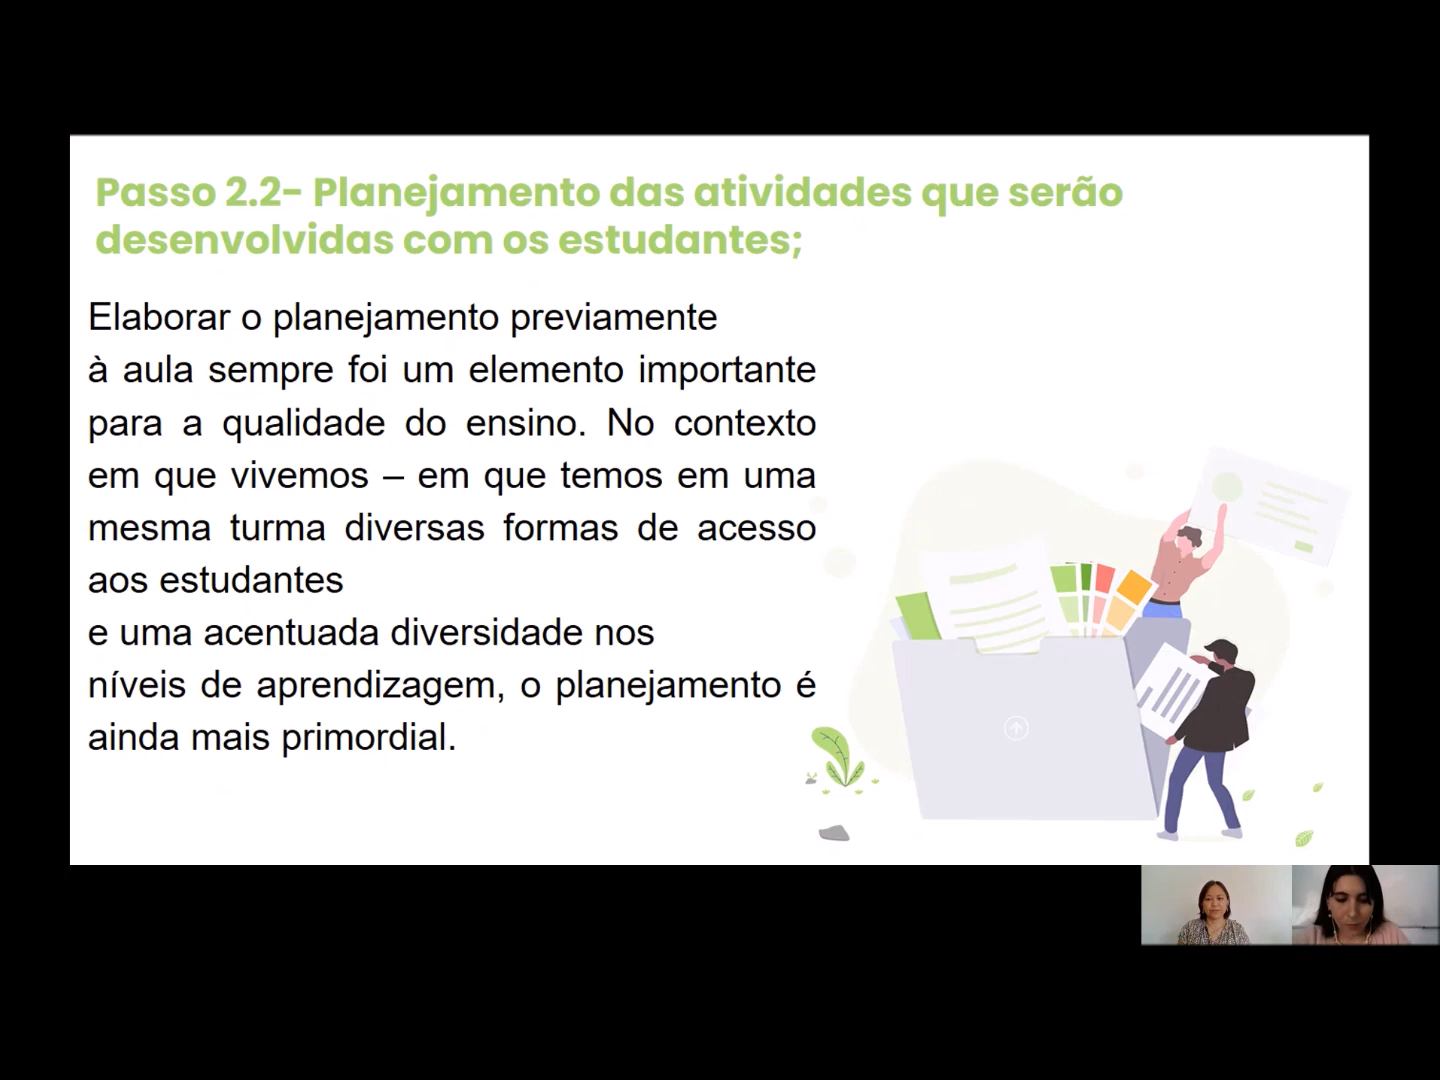 Passo 2.2- Planejamento das atividades que serão
desenvolvidas com os estudantes;
Elaborar o planejamento previamente
à aula sempre foi um elemento importante
para a qualidade do ensino. No contexto
em que vivemos – em que temos em uma
mesma turma diversas formas de acesso
aos estudantes
e uma acentuada diversidade nos
níveis de aprendizagem, o planejamento é
ainda mais primordial.